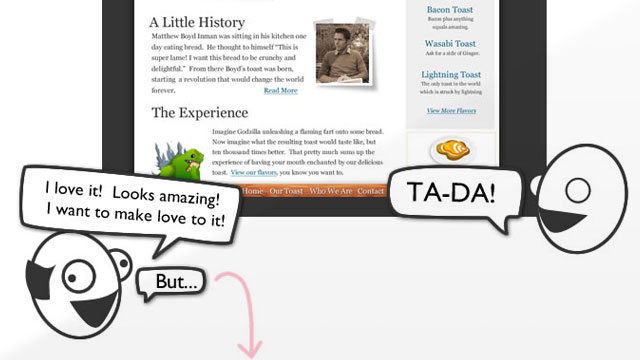 A Little History
Matthew Boyd Inman was sitting in his kitchen one
day eating bread. He thought to himself "This is
super lame! I want this bread to be crunchy and
delightful." From there Boyd's toast was born,
starting a revolution that would change the world
forever. Read More
The Experience
Imagine Godzilla unleashing a flaming fart onto some bread.
Now imagine what the resulting toast would taste like, but
ten thousand times better. That pretty much sums up the
experience of having your mouth enchanted by our delicious
toast. View our flavors, you know you want to.
Bacon Toast
Bacon plus anything
equals amazing.
Wasabi Toast
Ask for a side of Ginger.
Lightning Toast
The only toast in the world
which is struck by lightning
View More Flavors
Home Our Toast Who We Are Contact
TA-DA!
I love it! Looks amazing!
I want to make love to it!
But...